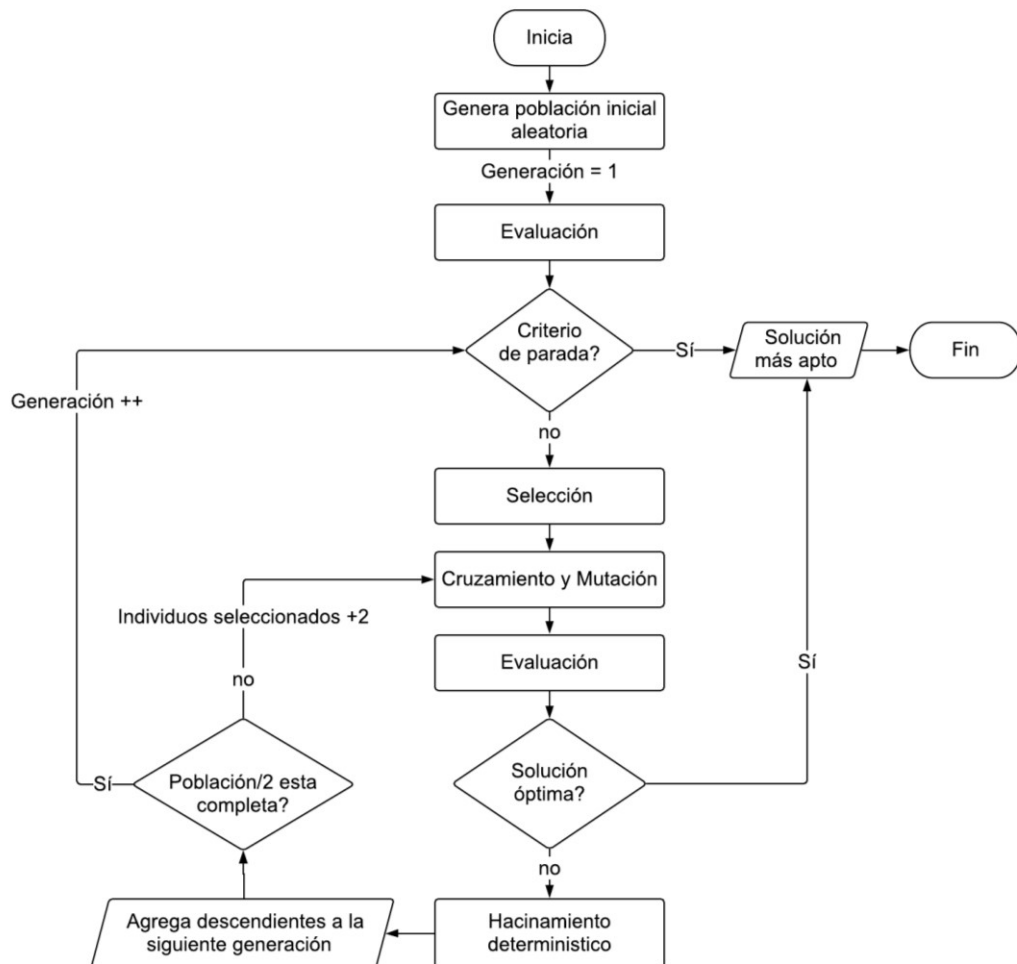 Inicia
Genera población inicial
aleatoria
Generación = 1
Evaluación
Criterio
de parada?
Sí
Solución
más apto
Fin
Generación ++
no
Selección
Cruzamiento y Mutación
Individuos seleccionados +2
Evaluación
Sí
no
Solución
óptima?
Sí
Población/2 esta
completa?
no
Agrega descendientes a la
siguiente generación
Hacinamiento
deterministico